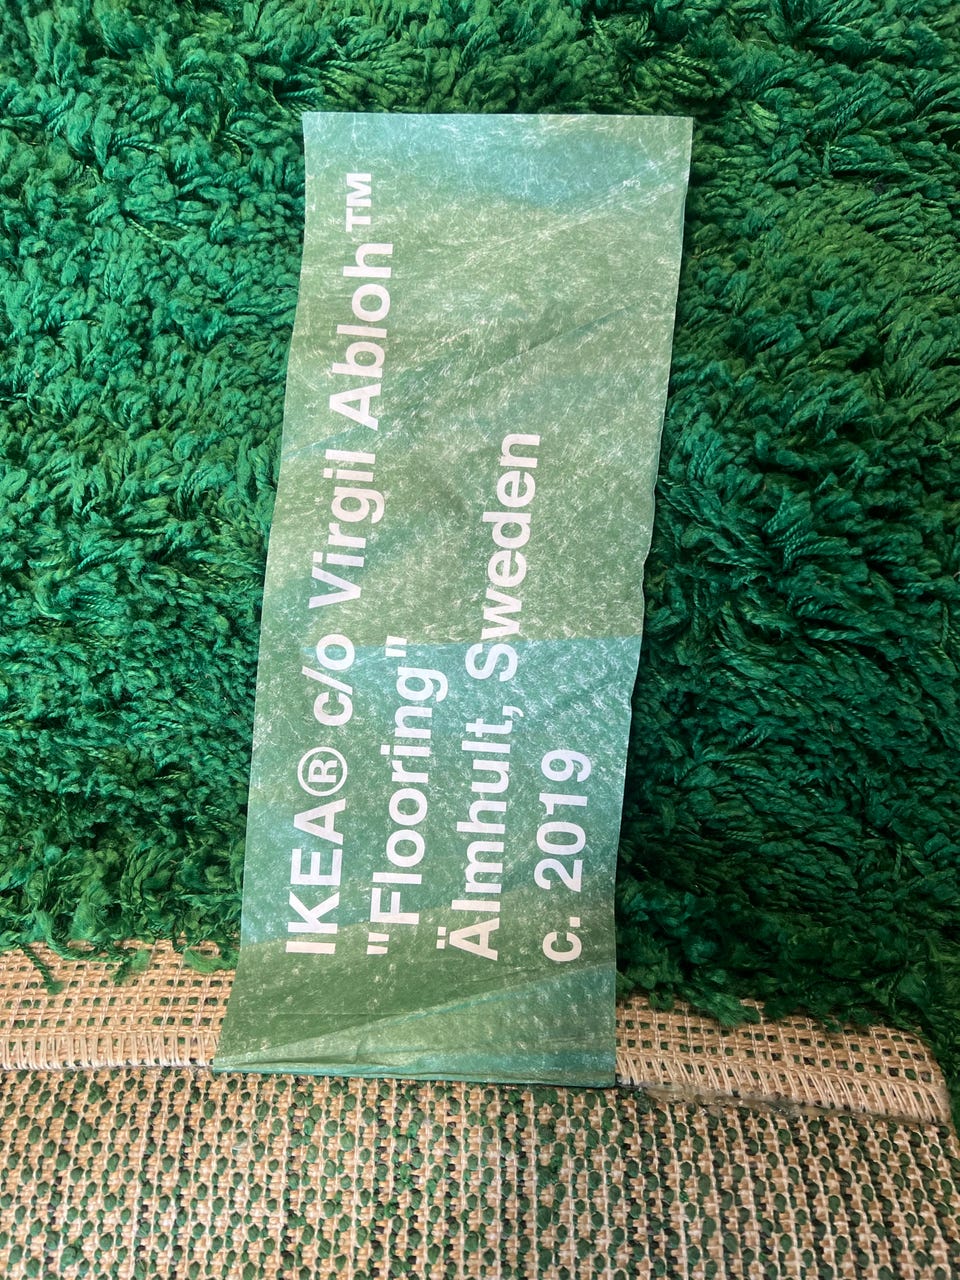 IKEA® c/o Virgil Abloh™
"Flooring"
Älmhult, Sweden
c. 2019